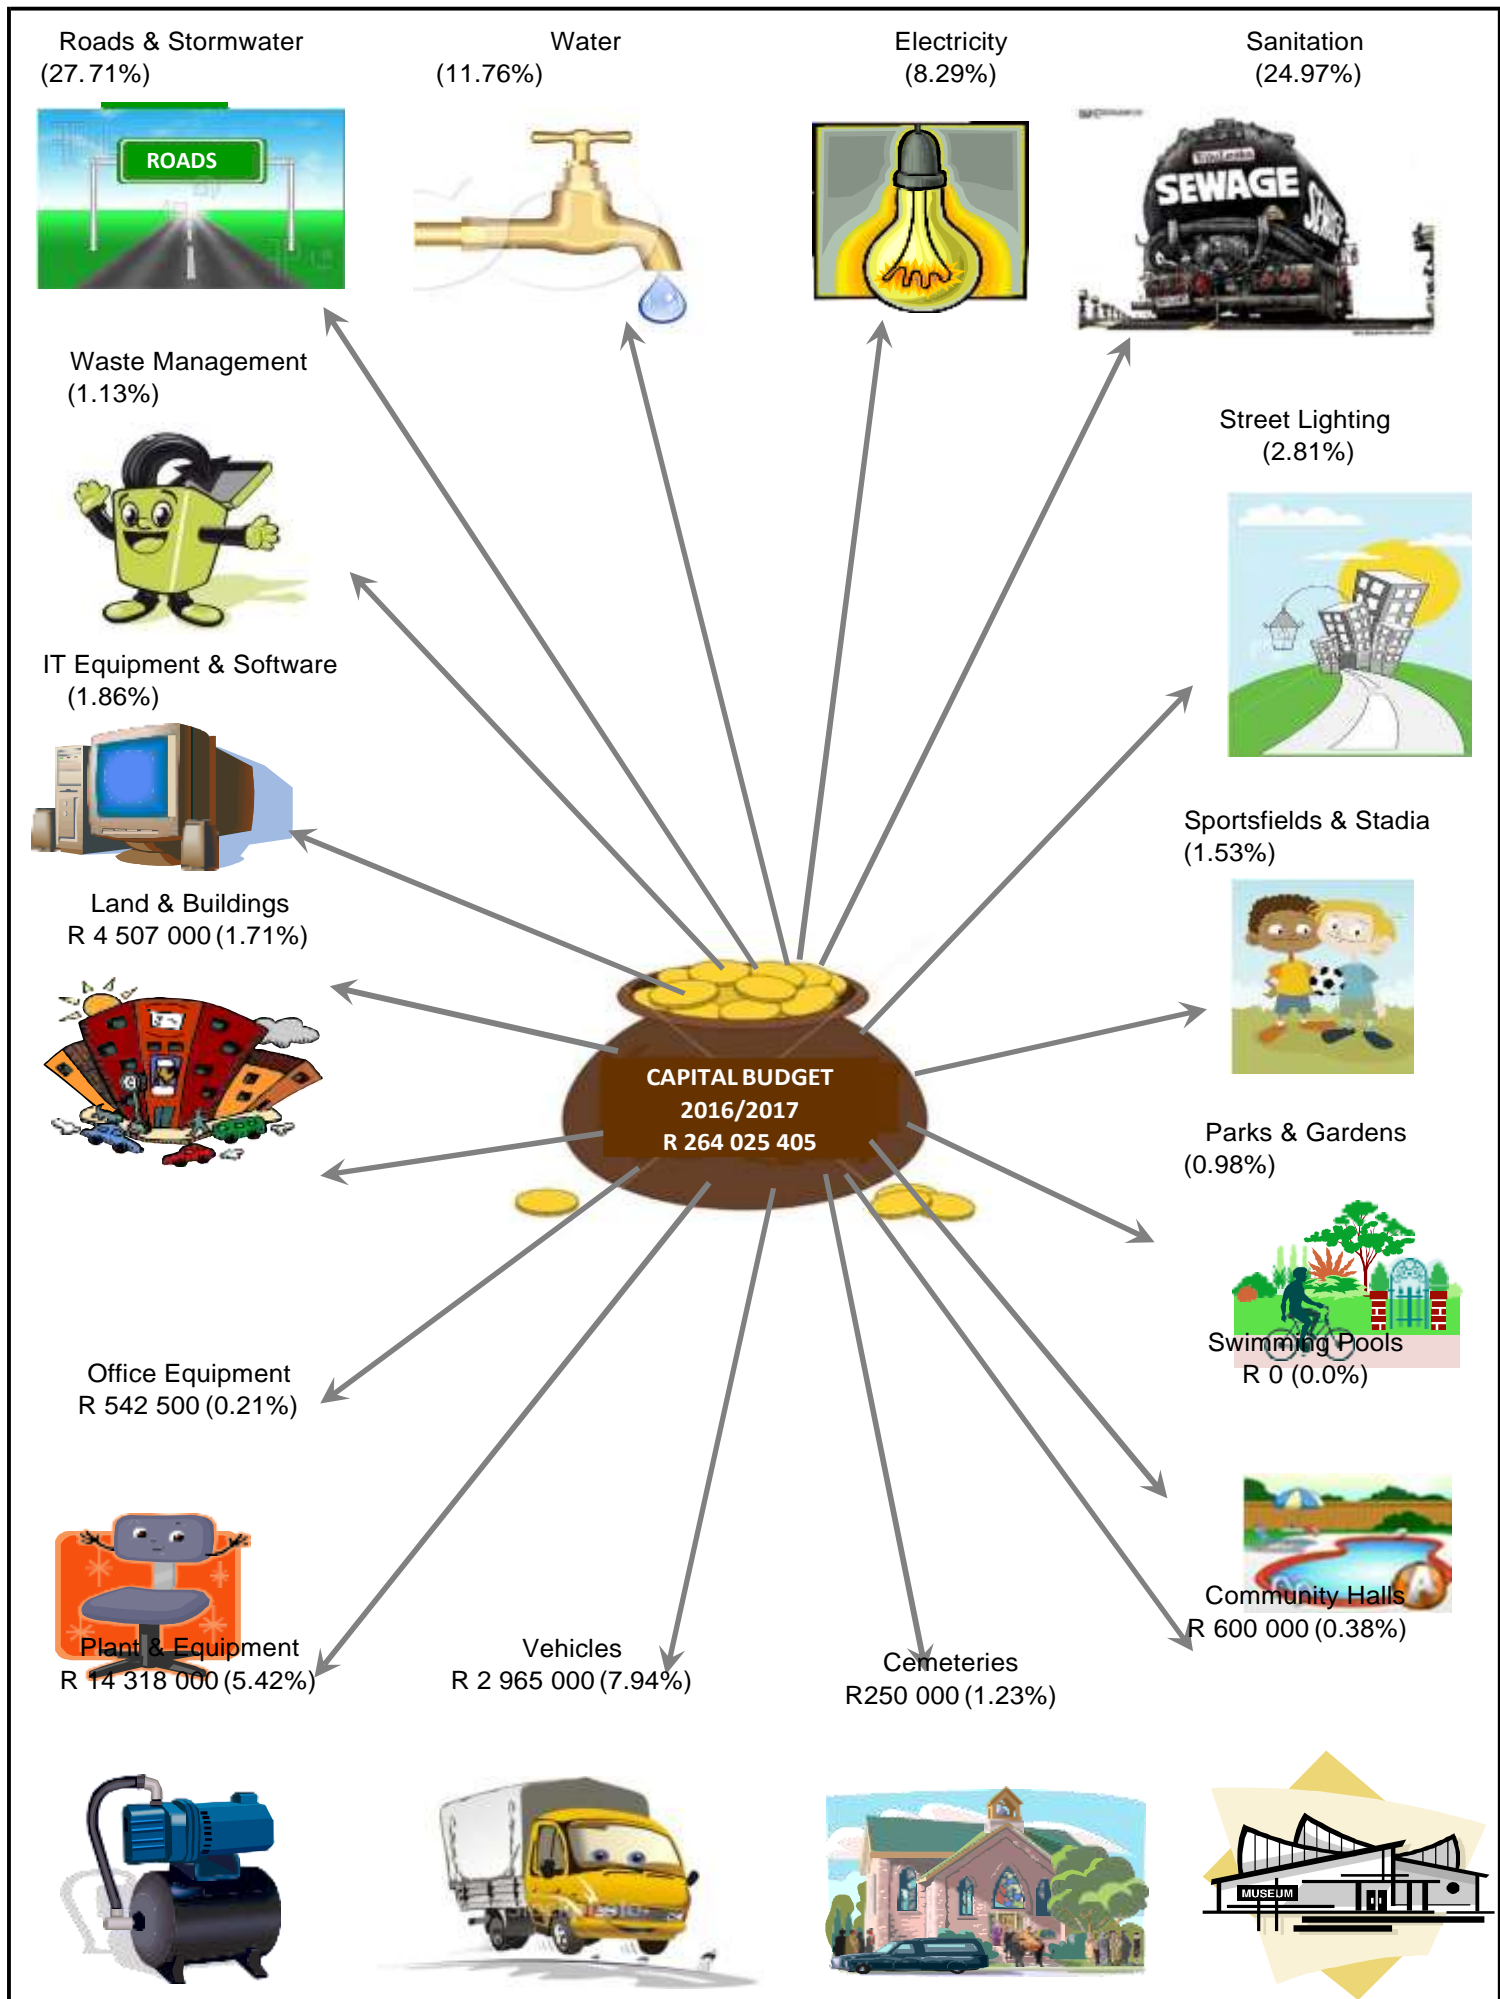 Roads & Stormwater
(27.71%)
Water
(11.76%)
Electricity
(8.29%)
Sanitation
(24.97%)
ROADS
SEWAGE
Waste Management
(1.13%)
Street Lighting
(2.81%)
IT Equipment & Software
(1.86%)
Sportsfields & Stadia
(1.53%)
Land & Buildings
R 4 507 000 (1.71%)
CAPITAL BUDGET
2016/2017
R 264 025 405
Parks & Gardens
(0.98%)
Swimming Pools
R 0 (0.0%)
Office Equipment
R 542 500 (0.21%)
Community Halls
R 600 000 (0.38%)
Plant & Equipment
R 14 318 000 (5.42%)
Vehicles
R 2 965 000 (7.94%)
Cemeteries
R250 000 (1.23%)
MUSEUM